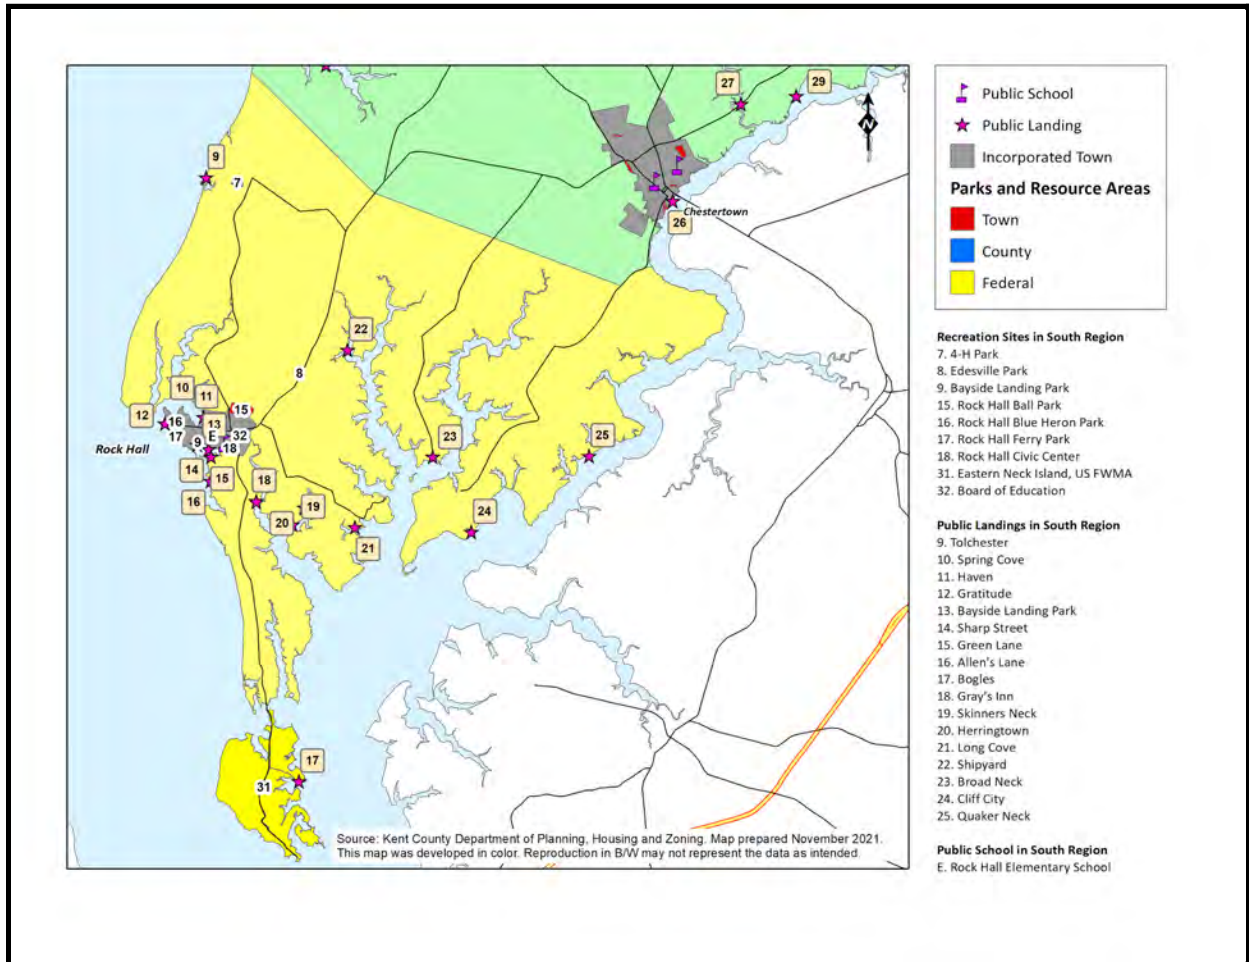 27
29
9
7
N
Chestertown
26
22
8
10
11
12
13
15
16
E
32
17
9
18
Rock Hall
23
25
14
15
18
16
19
20
24
21
17
31
Source: Kent County Department of Planning, Housing and Zoning. Map prepared November 2021.
This map was developed in color. Reproduction in B/W may not represent the data as intended.
Public School
Public Landing
Incorporated Town
Parks and Resource Areas
Town
County
Federal
Recreation Sites in South Region
7. 4-H Park
8. Edesville Park
9. Bayside Landing Park
15. Rock Hall Ball Park
16. Rock Hall Blue Heron Park
17. Rock Hall Ferry Park
18. Rock Hall Civic Center
31. Eastern Neck Island, US FWMA
32. Board of Education
Public Landings in South Region
9. Tolchester
10. Spring Cove
11. Haven
12. Gratitude
13. Bayside Landing Park
14. Sharp Street
15. Green Lane
16. Allen's Lane
17. Bogles
18. Gray's Inn
19. Skinners Neck
20. Herringtown
21. Long Cove
22. Shipyard
23. Broad Neck
24. Cliff City
25. Quaker Neck
Public School in South Region
E. Rock Hall Elementary School